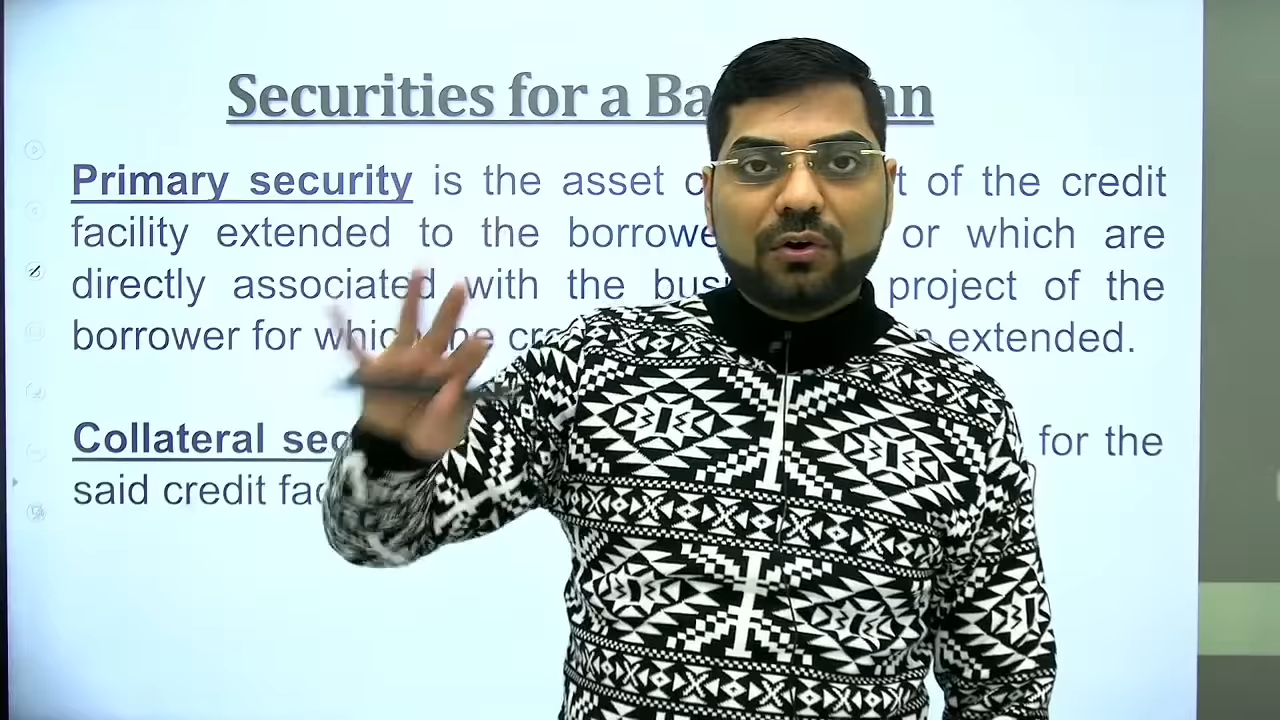 Securities for a Ba an
Primary security is the asset c t of the credit
facility extended to the borrowe or which are
directly associated with the bus project of the
borrower for which the cre extended.
Collateral sec for the
said credit fac